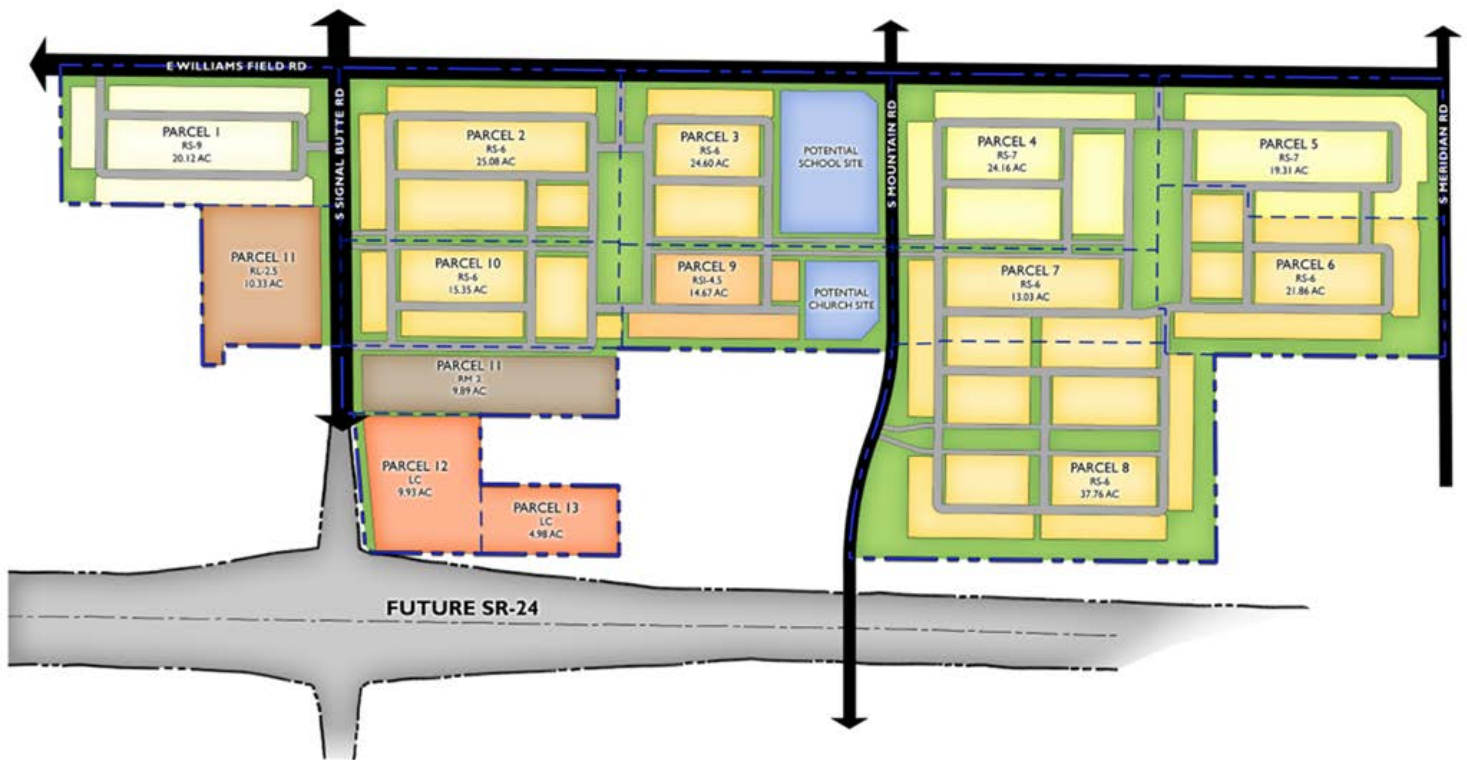 E WILLIAMS FIELD RD
S SIGNAL BUTTE RD
S MOUNTAIN RD
S MERIDIAN RD
PARCEL 1
RS-9
20.12 AC
PARCEL 2
RS-6
25.08 AC
PARCEL 3
RS-6
24.60 AC
POTENTIAL
SCHOOL SITE
PARCEL 4
RS-7
24.16 AC
PARCEL 5
RS-7
19.31 AC
PARCEL 11
RL-2.5
10.33 AC
PARCEL 10
RS-6
15.35 AC
PARCEL 9
RSI-4.5
14.67 AC
POTENTIAL
CHURCH SITE
PARCEL 7
RS-6
13.03 AC
PARCEL 6
RS-6
21.86 AC
PARCEL 11
RM-2
9.89 AC
PARCEL 12
LC
9.93 AC
PARCEL 13
LC
4.98 AC
PARCEL 8
RS-6
37.76 AC
FUTURE SR-24